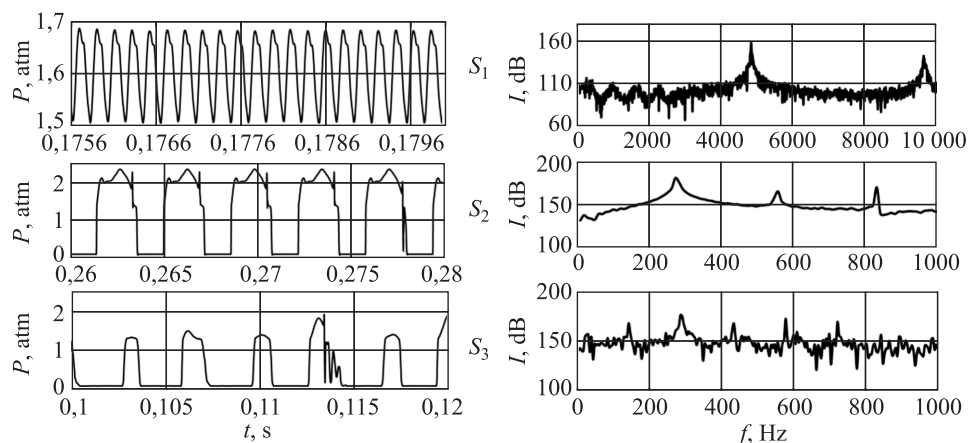 1,7
1,6
1,5
P, atm
0,1756 0,1766 0,1776 0,1786 0,1796
S1
160
110
60
I, dB
0 2000 4000 6000 8000 10 000
2
1
0
P, atm
0,26 0,265 0,27 0,275 0,28
S2
200
150
100
I, dB
0 200 400 600 800 1000
2
1
0
P, atm
0,1 0,105 0,11 0,115 0,12
t, s
S3
200
150
100
I, dB
0 200 400 600 800 1000
f, Hz